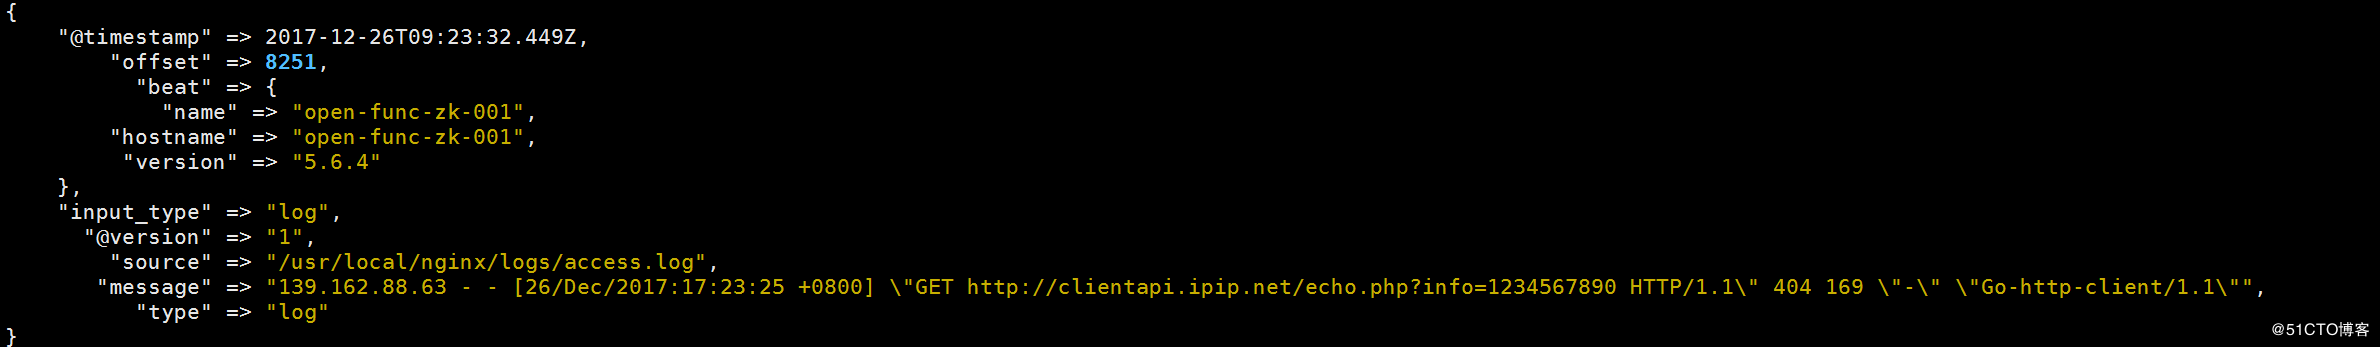 {
    "@timestamp" => 2017-12-26T09:23:32.449Z,
        "offset" => 8251,
          "beat" => {
            "name" => "open-func-zk-001",
        "hostname" => "open-func-zk-001",
         "version" => "5.6.4"
    },
    "input_type" => "log",
      "@version" => "1",
        "source" => "/usr/local/nginx/logs/access.log",
       "message" => "139.162.88.63 - - [26/Dec/2017:17:23:25 +0800] \"GET http://clientapi.ipip.net/echo.php?info=1234567890 HTTP/1.1\" 404 169 \"-\" \"Go-http-client/1.1\"",
          "type" => "log"
}
@51CTO博客